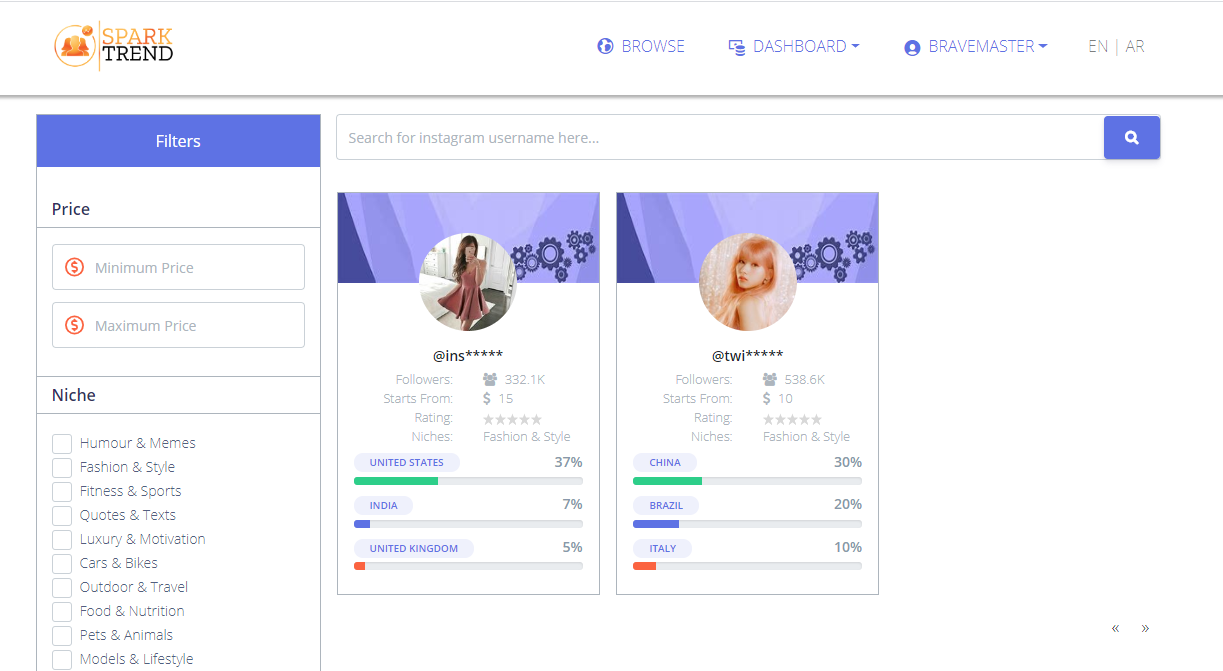 SPARK
TREND
BROWSE
DASHBOARD
BRAVEMASTER
EN | AR
Filters
Search for instagram username here...
Price
Minimum Price
Maximum Price
Niche
Humour & Memes
Fashion & Style
Fitness & Sports
Quotes & Texts
Luxury & Motivation
Cars & Bikes
Outdoor & Travel
Food & Nutrition
Pets & Animals
Models & Lifestyle
@ins*****
Followers: 332.1K
Starts From: $ 15
Rating: ★★★★★
Niches: Fashion & Style
UNITED STATES 37%
INDIA 7%
UNITED KINGDOM 5%
@twi*****
Followers: 538.6K
Starts From: $ 10
Rating: ★★★★★
Niches: Fashion & Style
CHINA 30%
BRAZIL 20%
ITALY 10%
« »